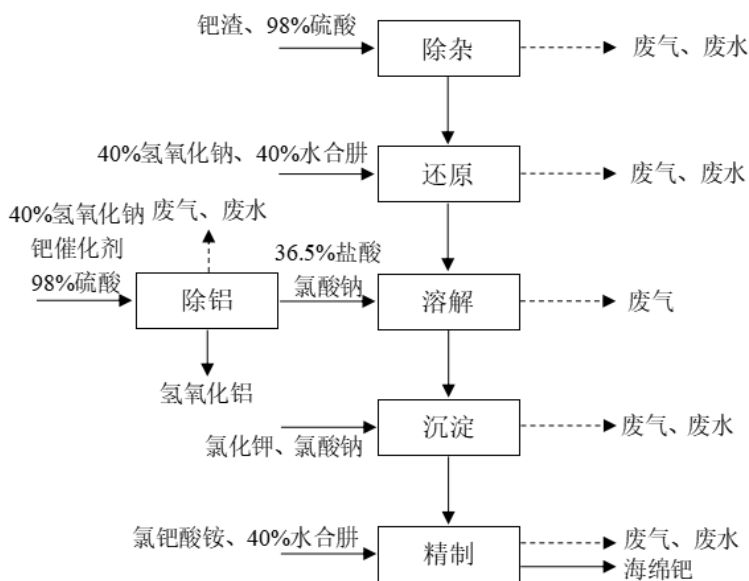 钯渣、98%硫酸
除杂
废气、废水
40%氢氧化钠、40%水合肼
还原
废气、废水
40%氢氧化钠
废气、废水
钯催化剂
98%硫酸
除铝
36.5%盐酸
氯酸钠
溶解
废气
氢氧化铝
氯化钾、氯酸钠
沉淀
废气、废水
氯钯酸铵、40%水合肼
精制
废气、废水
海绵钯